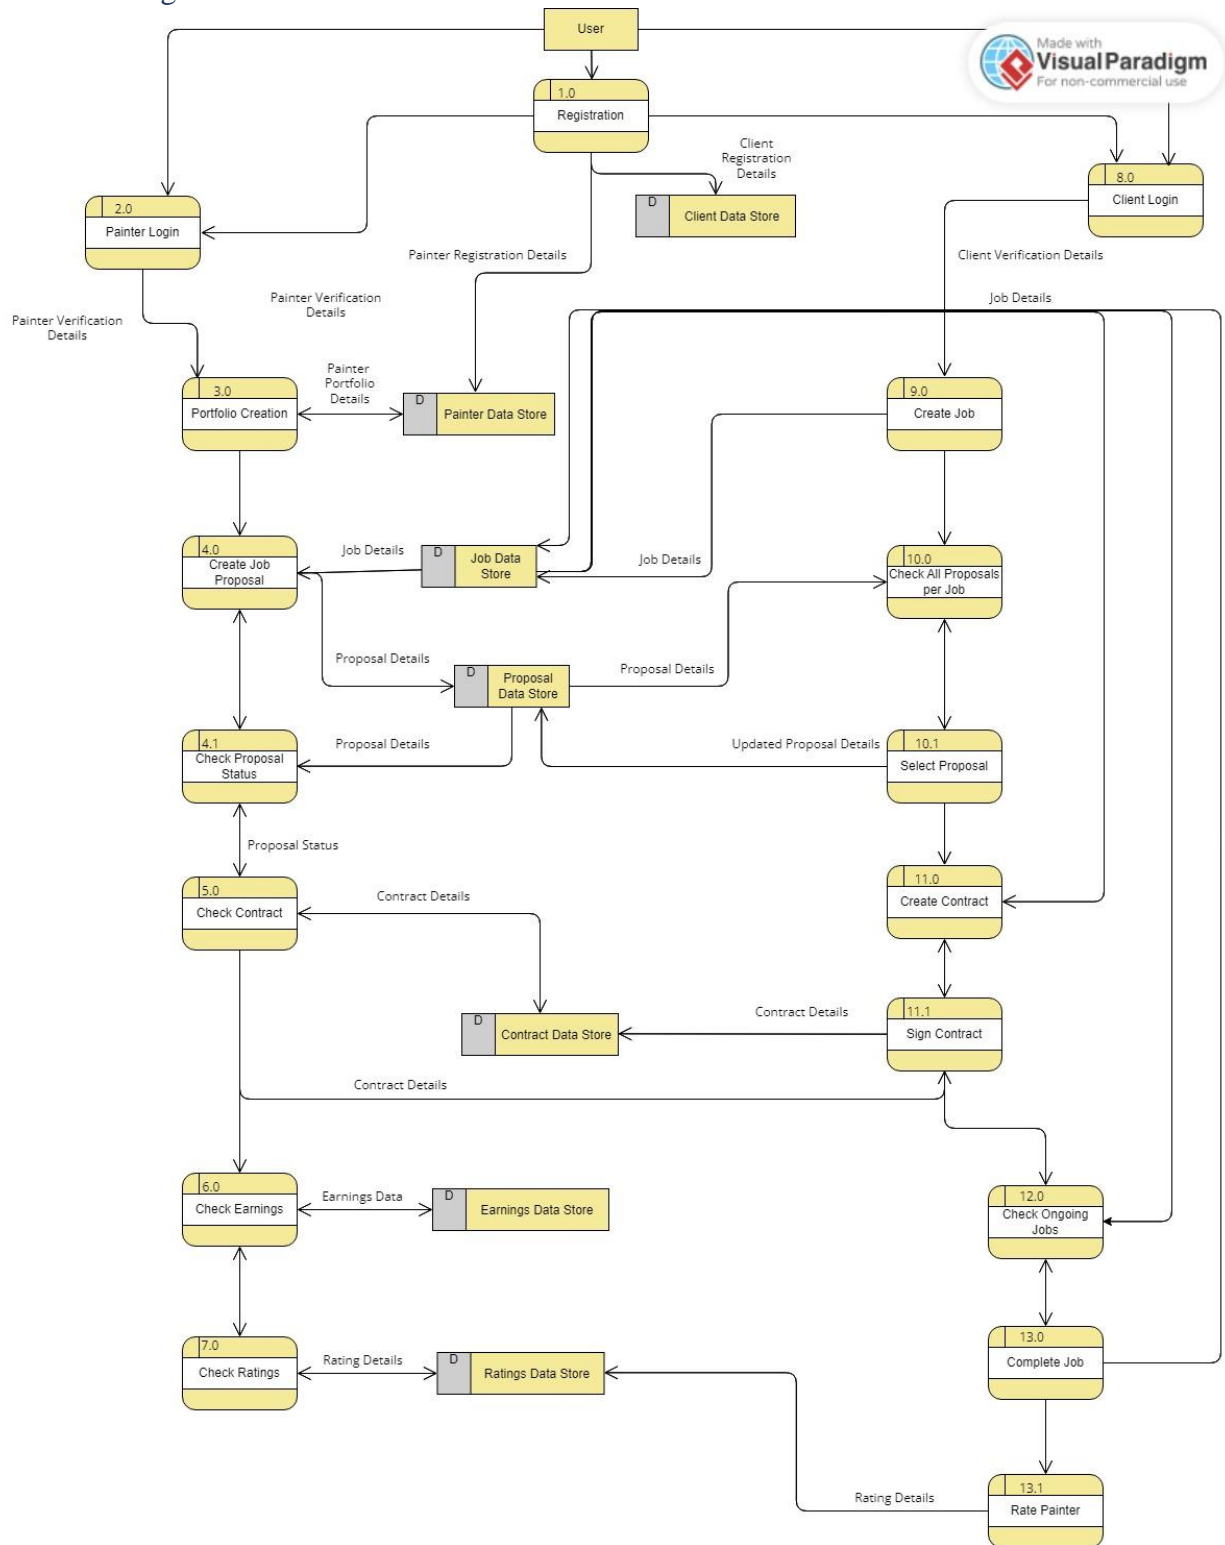 User
Made with
Visual Paradigm
For non-commercial use
1.0
Registration
Client
Registration
Details
8.0
Client Login
2.0
Painter Login
D
Client Data Store
Painter Registration Details
Client Verification Details
Painter Verification
Details
Job Details
Painter Verification
Details
3.0
Portfolio Creation
Painter
Portfolio
Details
D
Painter Data Store
9.0
Create Job
4.0
Create Job
Proposal
Job Details
D
Job Data
Store
Job Details
10.0
Check All Proposals
per Job
Proposal Details
D
Proposal
Data Store
Proposal Details
4.1
Check Proposal
Status
Proposal Details
Updated Proposal Details
10.1
Select Proposal
Proposal Status
5.0
Check Contract
Contract Details
11.0
Create Contract
D
Contract Data Store
Contract Details
11.1
Sign Contract
Contract Details
6.0
Check Earnings
Earnings Data
D
Earnings Data Store
12.0
Check Ongoing
Jobs
7.0
Check Ratings
Rating Details
D
Ratings Data Store
13.0
Complete Job
Rating Details
13.1
Rate Painter